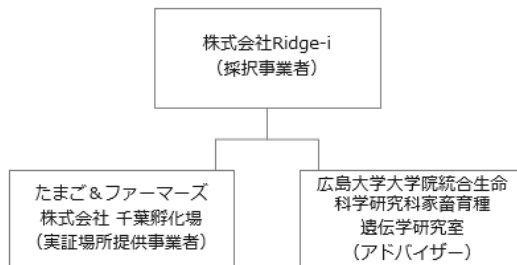 株式会社Ridge-i
（採択事業者）
たまご＆ファーマーズ
株式会社 千葉孵化場
（実証場所提供事業者）
広島大学大学院統合生命
科学研究科家畜育種
遺伝学研究室
（アドバイザー）